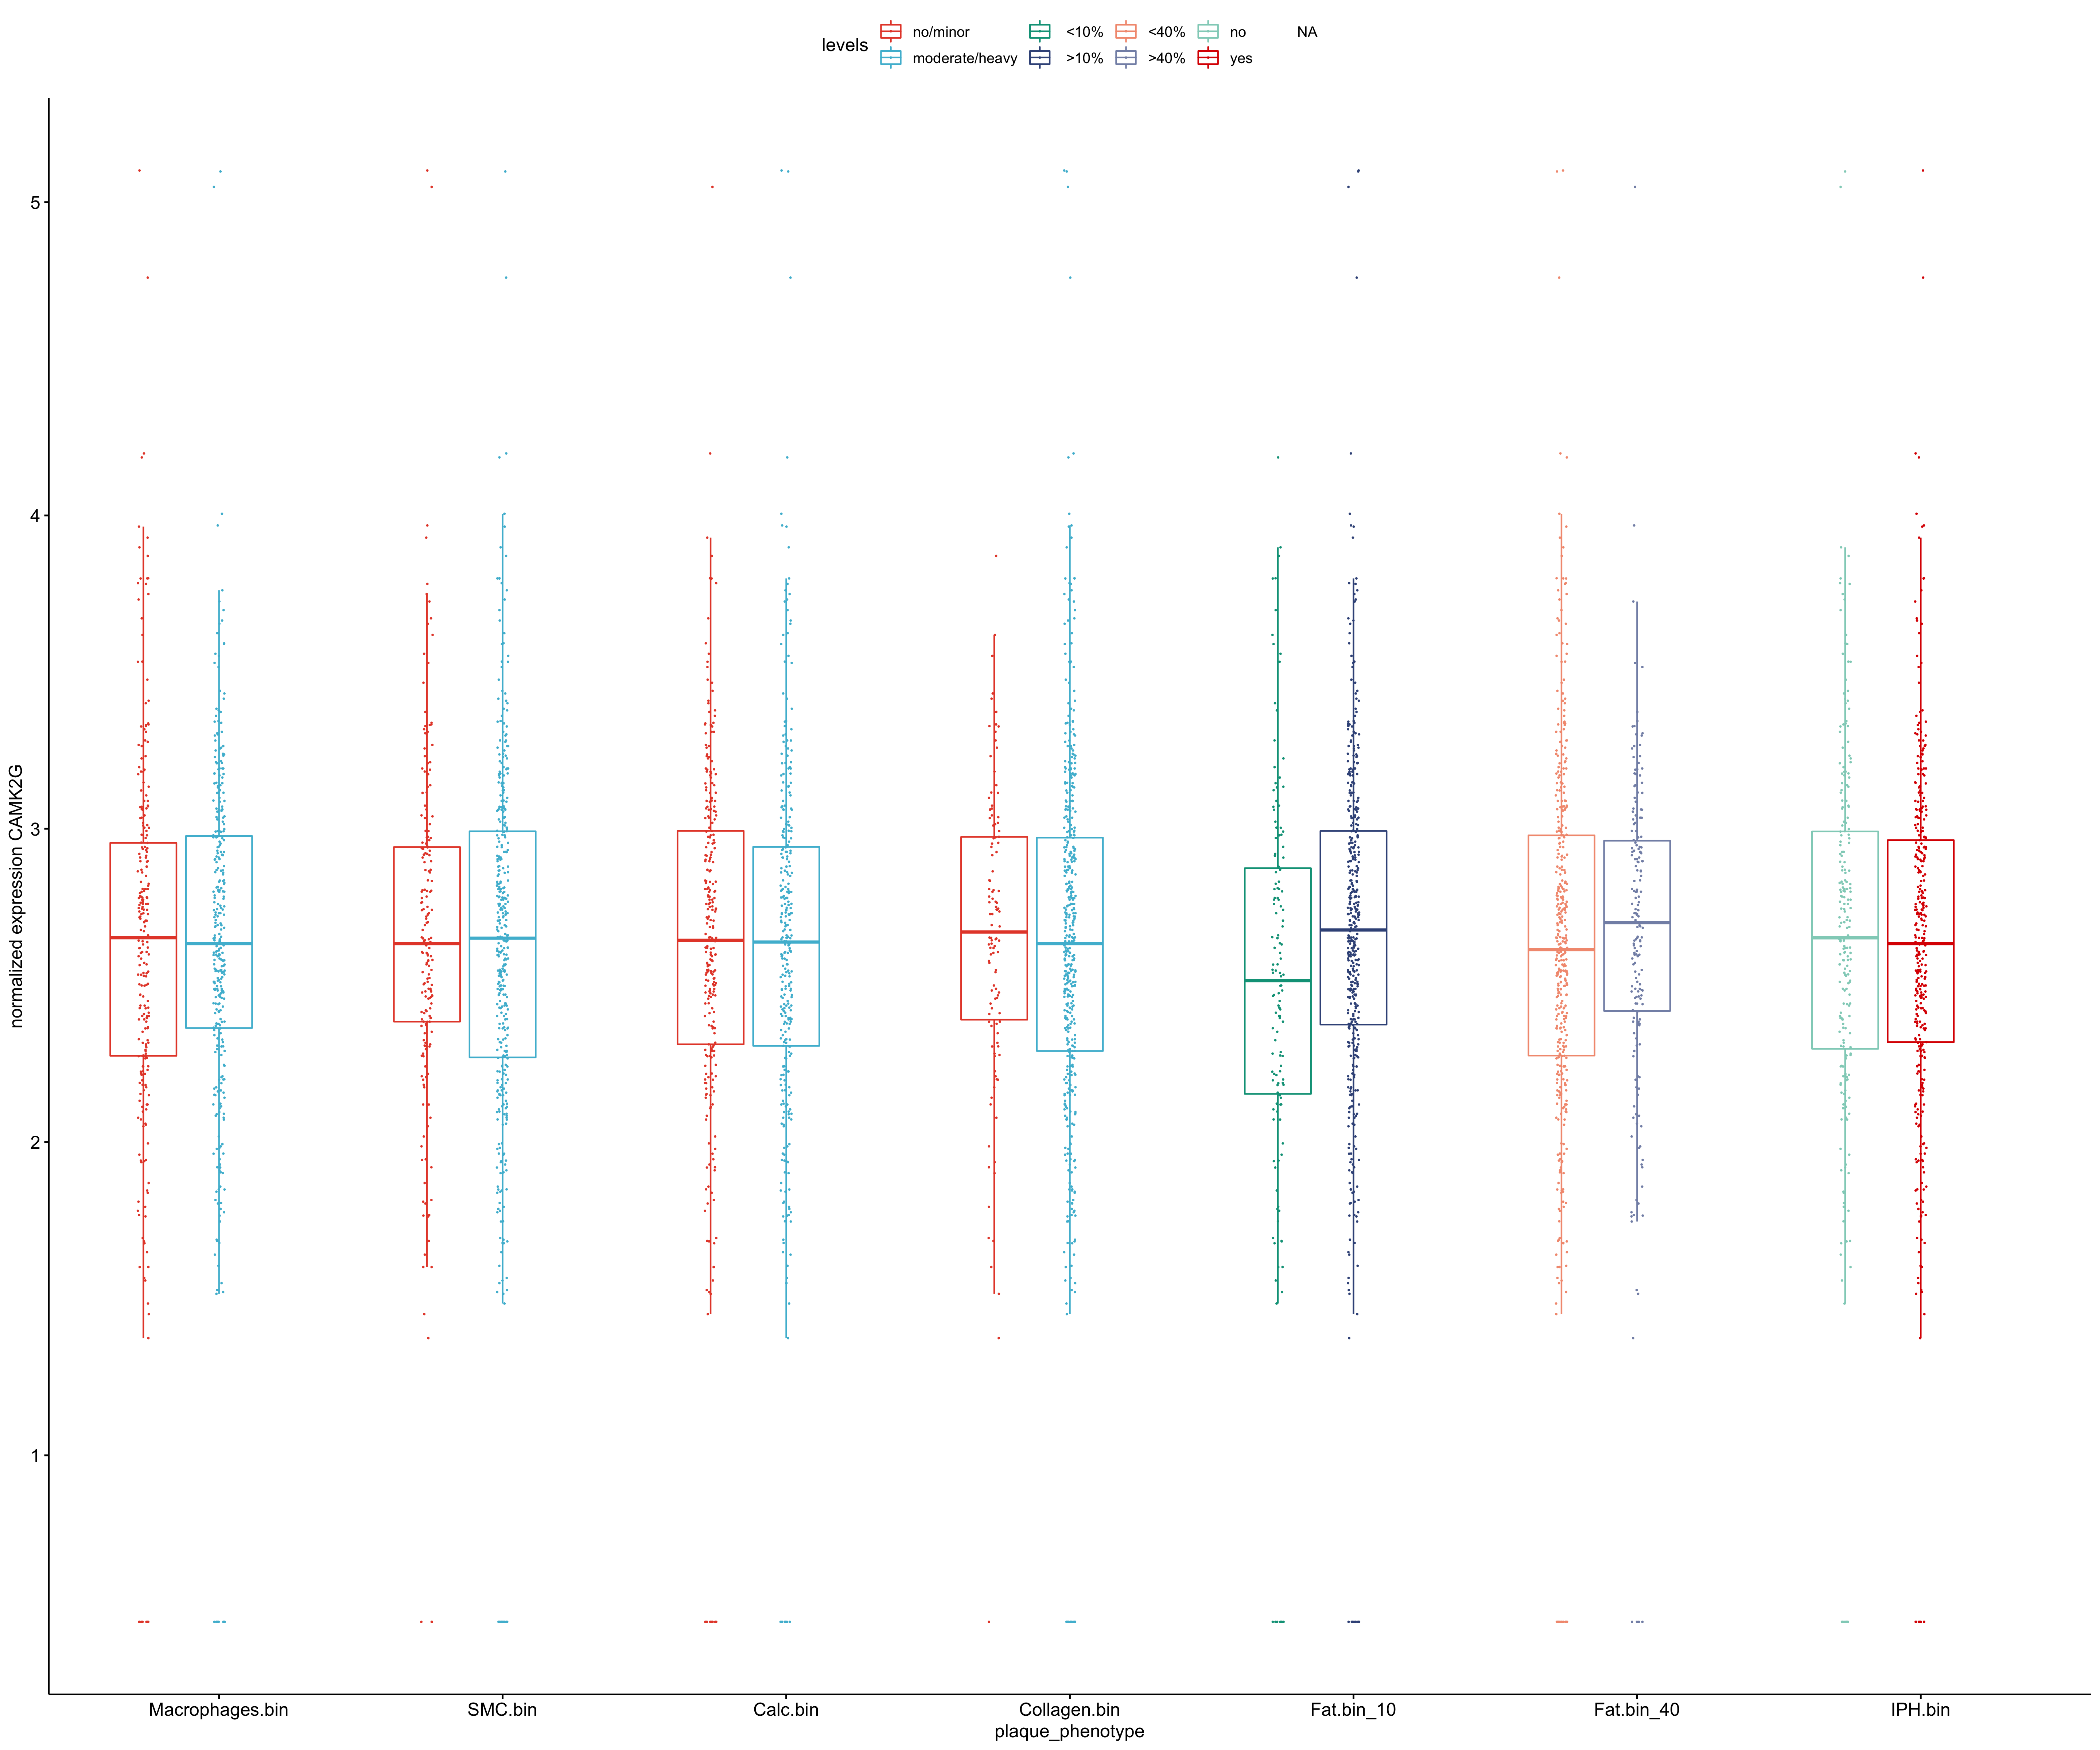 levels
no/minor <10% <40% no NA
moderate/heavy >10% >40% yes
normalized expression CAMK2G
5
4
3
2
1
Macrophages.bin SMC.bin Calc.bin Collagen.bin Fat.bin_10 Fat.bin_40 IPH.bin
plaque_phenotype